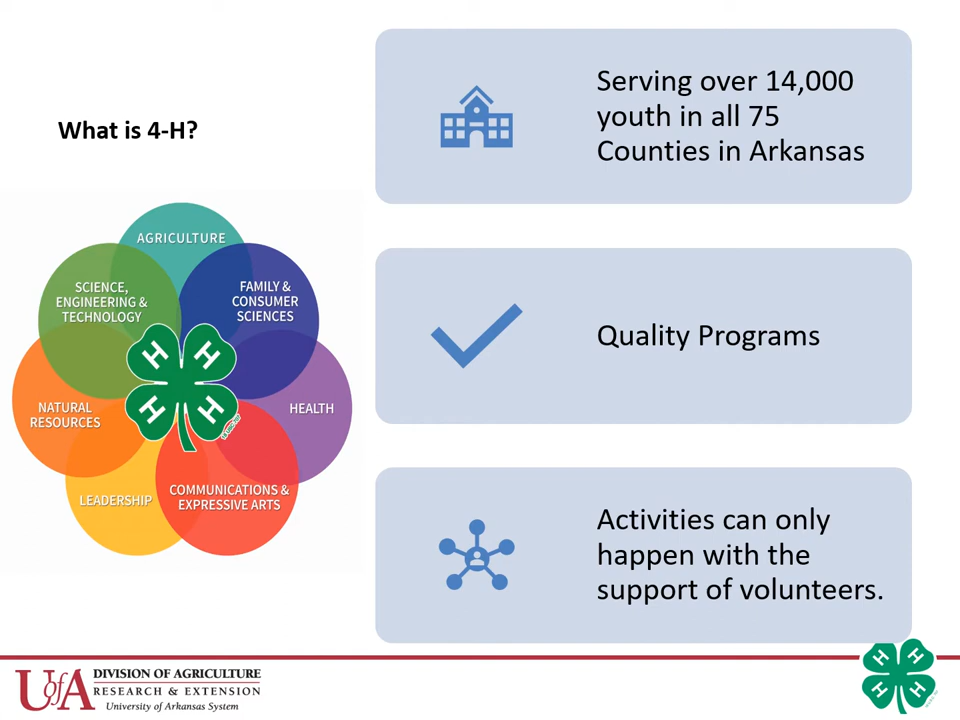 What is 4-H?
Serving over 14,000
youth in all 75
Counties in Arkansas
AGRICULTURE
SCIENCE,
ENGINEERING &
TECHNOLOGY
FAMILY &
CONSUMER
SCIENCES
H H
H H
NATURAL
RESOURCES
HEALTH
LEADERSHIP
COMMUNICATIONS &
EXPRESSIVE ARTS
Quality Programs
Activities can only
happen with the
support of volunteers.
UofA
DIVISION OF AGRICULTURE
RESEARCH & EXTENSION
University of Arkansas System
H H
H H